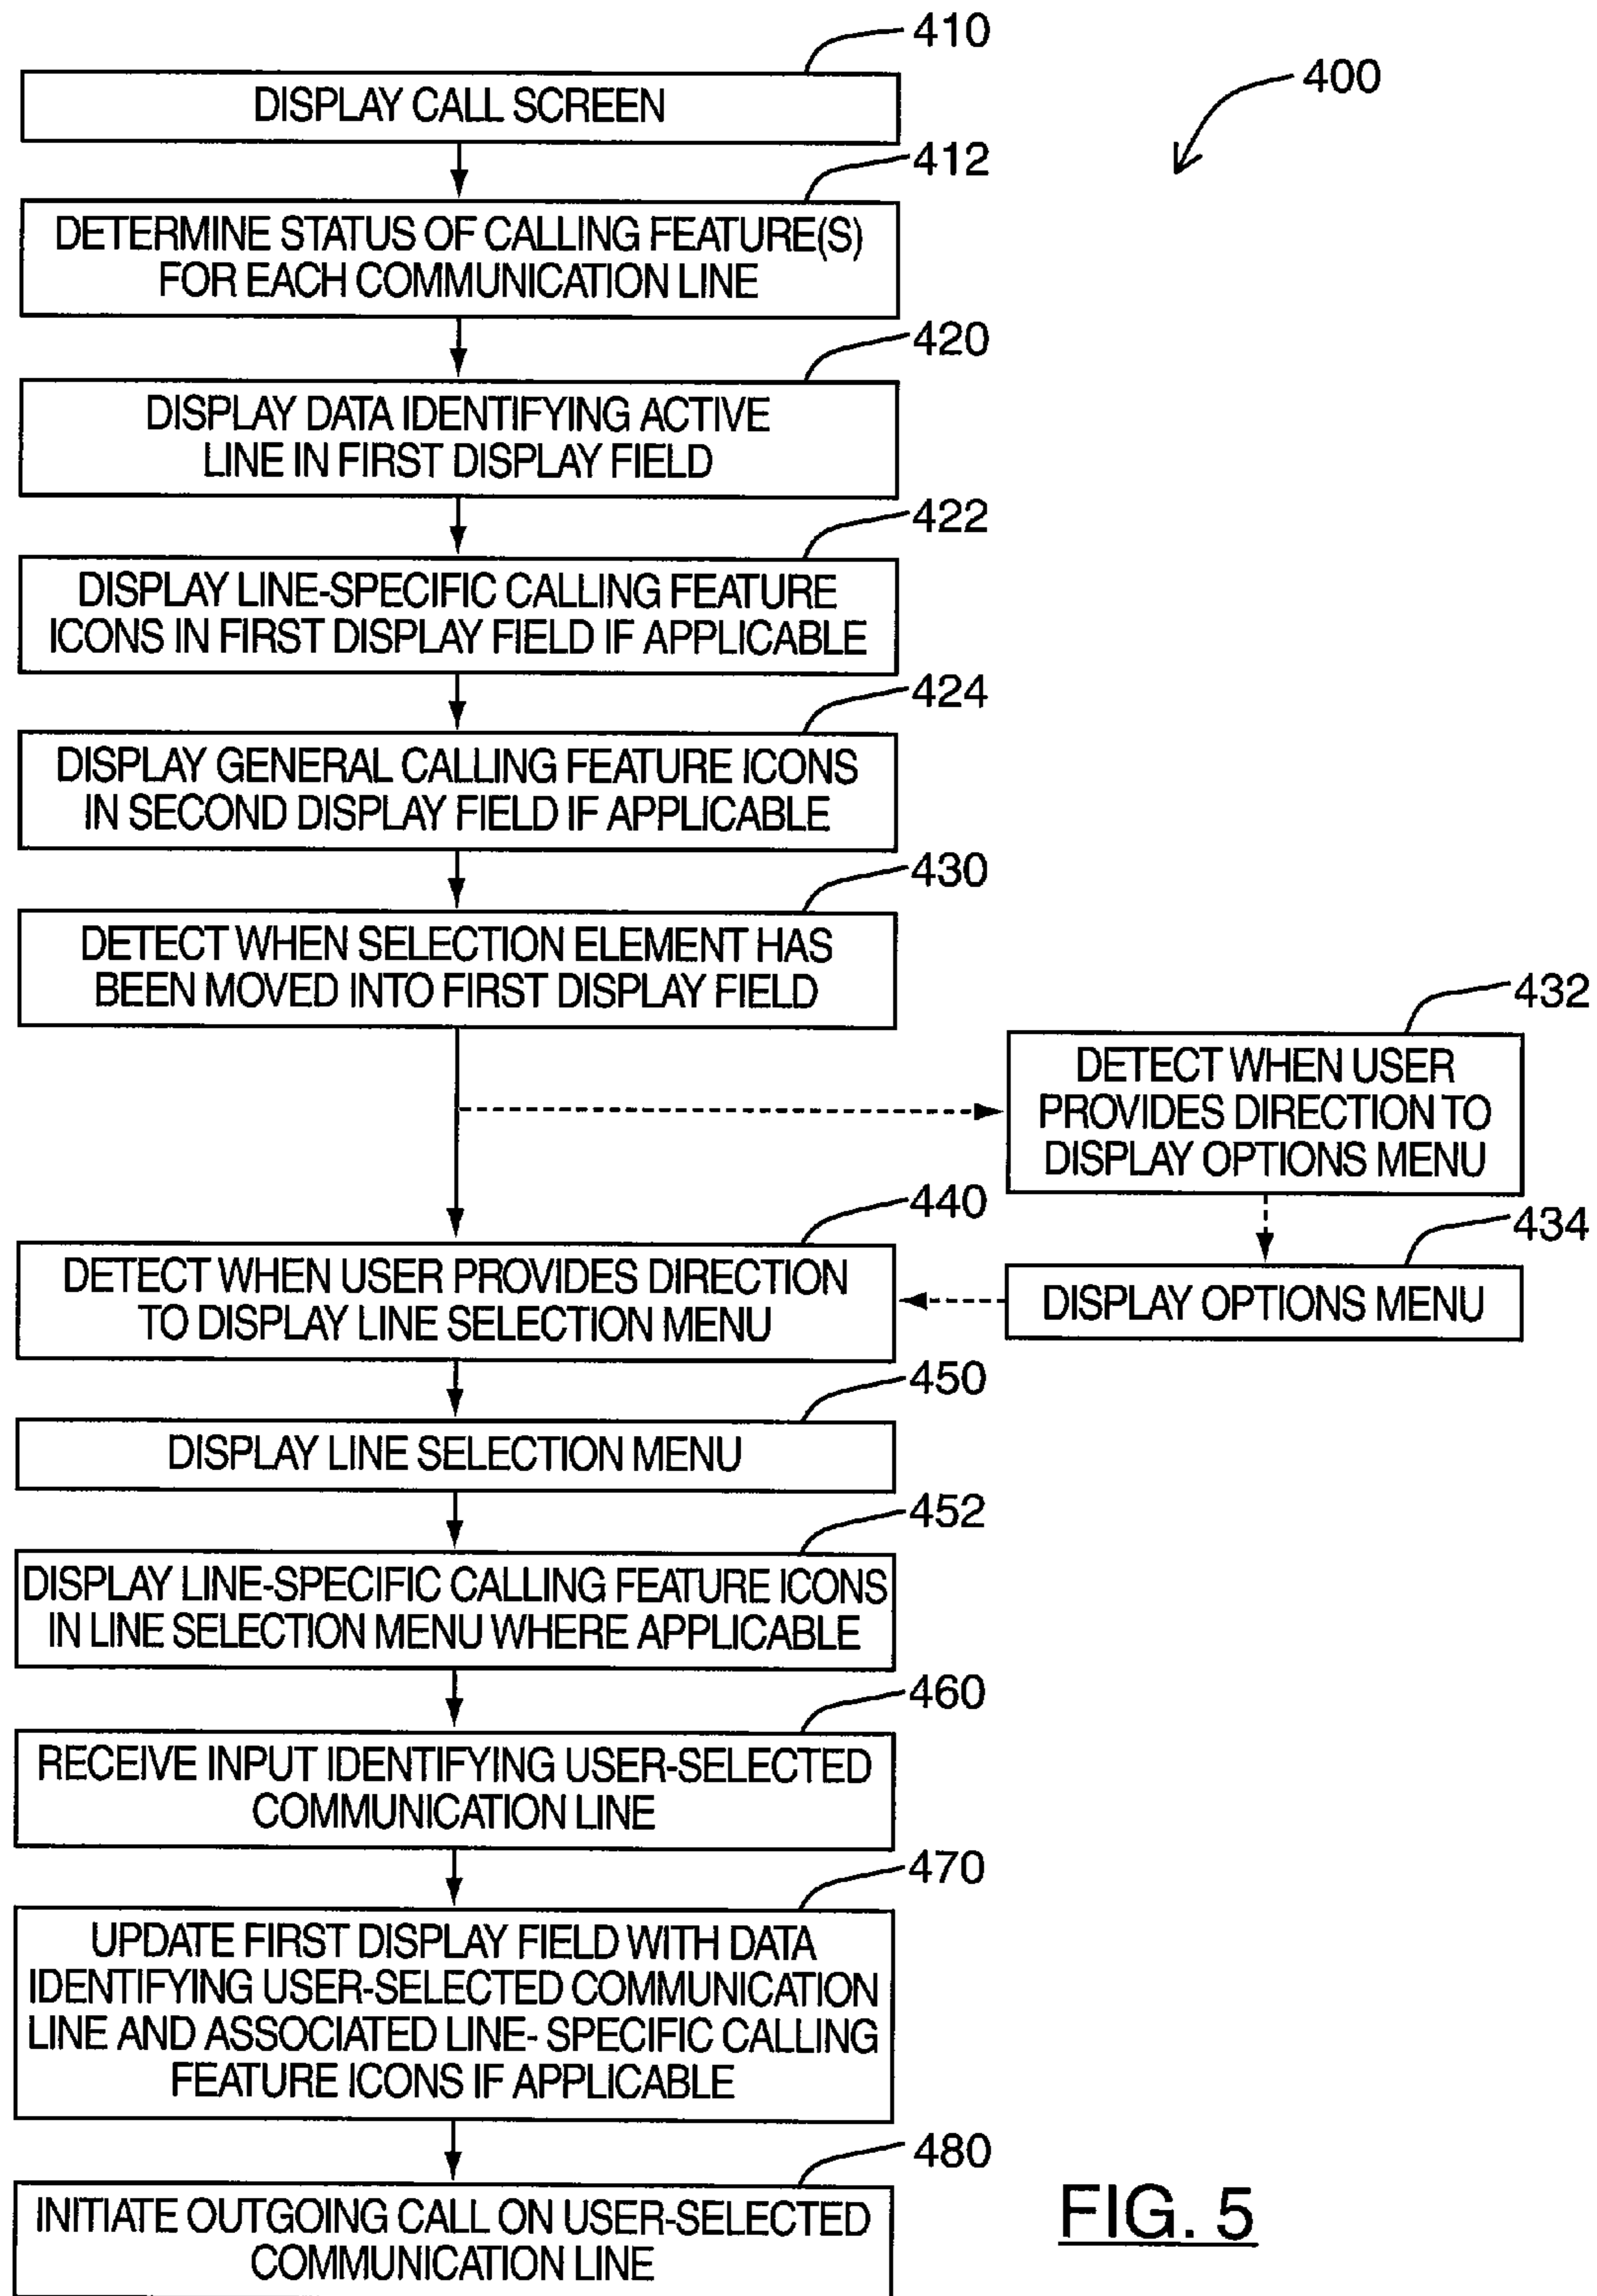 410
400
DISPLAY CALL SCREEN
412
DETERMINE STATUS OF CALLING FEATURE(S)
FOR EACH COMMUNICATION LINE
420
DISPLAY DATA IDENTIFYING ACTIVE
LINE IN FIRST DISPLAY FIELD
422
DISPLAY LINE-SPECIFIC CALLING FEATURE
ICONS IN FIRST DISPLAY FIELD IF APPLICABLE
424
DISPLAY GENERAL CALLING FEATURE ICONS
IN SECOND DISPLAY FIELD IF APPLICABLE
430
DETECT WHEN SELECTION ELEMENT HAS
BEEN MOVED INTO FIRST DISPLAY FIELD
432
DETECT WHEN USER
PROVIDES DIRECTION TO
DISPLAY OPTIONS MENU
434
DISPLAY OPTIONS MENU
440
DETECT WHEN USER PROVIDES DIRECTION
TO DISPLAY LINE SELECTION MENU
450
DISPLAY LINE SELECTION MENU
452
DISPLAY LINE-SPECIFIC CALLING FEATURE ICONS
IN LINE SELECTION MENU WHERE APPLICABLE
460
RECEIVE INPUT IDENTIFYING USER-SELECTED
COMMUNICATION LINE
470
UPDATE FIRST DISPLAY FIELD WITH DATA
IDENTIFYING USER-SELECTED COMMUNICATION
LINE AND ASSOCIATED LINE- SPECIFIC CALLING
FEATURE ICONS IF APPLICABLE
480
INITIATE OUTGOING CALL ON USER-SELECTED
COMMUNICATION LINE
FIG. 5